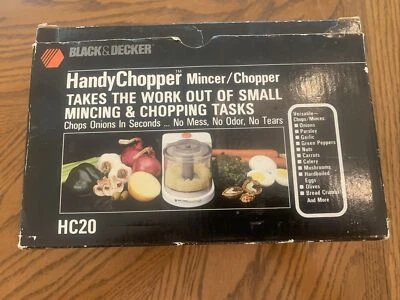 BLACK&DECKER
HandyChopper™ Mincer/Chopper
TAKES THE WORK OUT OF SMALL
MINCING & CHOPPING TASKS
Chops Onions In Seconds ... No Mess, No Odor, No Tears
Versatile—
Chops/Minces:
Onions
Parsley
Garlic
Green Peppers
Nuts
Carrots
Celery
Mushrooms
Hardboiled
Eggs
Olives
Bread Crumbs
And More
HC20